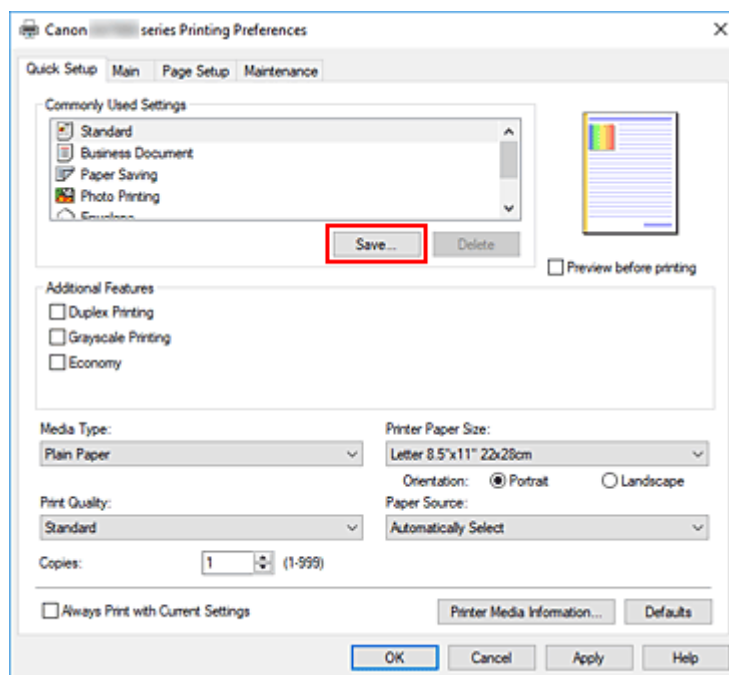 Canon series Printing Preferences
Quick Setup Main Page Setup Maintenance
Commonly Used Settings
Standard
Business Document
Paper Saving
Photo Printing
Envelope
Save... Delete
Preview before printing
Additional Features
Duplex Printing
Grayscale Printing
Economy
Media Type: Printer Paper Size:
Plain Paper Letter 8.5"x11" 22x28cm
Orientation: Portrait Landscape
Print Quality: Paper Source:
Standard Automatically Select
Copies: 1 (1-999)
Always Print with Current Settings Printer Media Information... Defaults
OK Cancel Apply Help